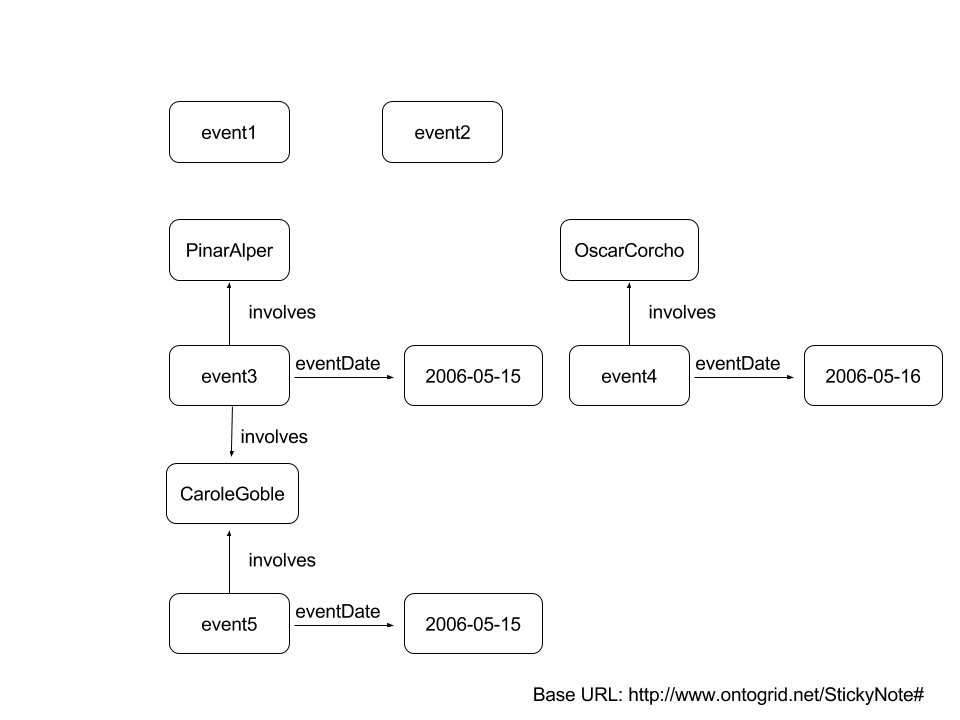 event1
event2
PinarAlper
OscarCorcho
involves
involves
event3
eventDate
2006-05-15
event4
eventDate
2006-05-16
involves
CaroleGoble
involves
event5
eventDate
2006-05-15
Base URL: http://www.ontogrid.net/StickyNote#